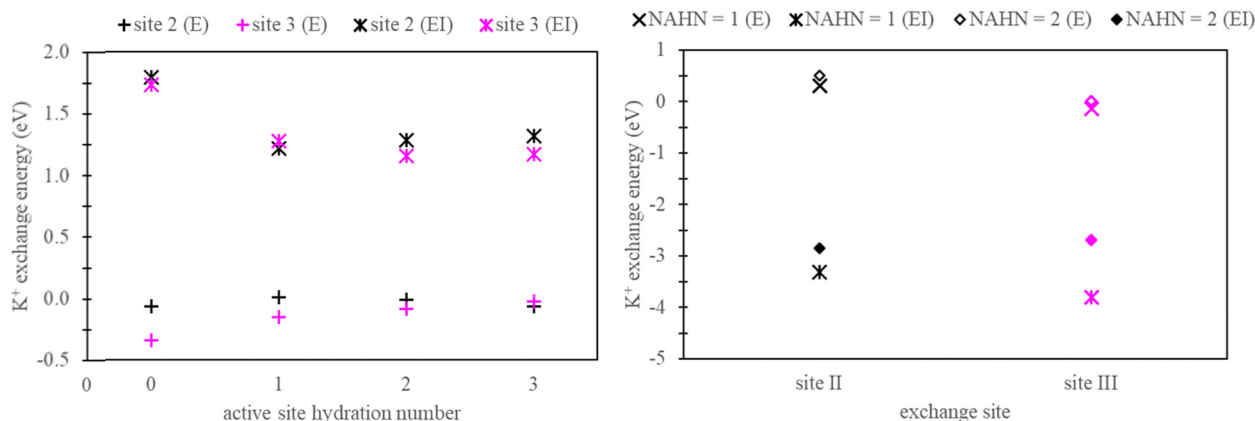 site 2 (E) site 3 (E) site 2 (EI) site 3 (EI)
2.0
1.5
1.0
0.5
0.0
-0.5
K⁺ exchange energy (eV)
0 0 1 2 3
active site hydration number
NAHN = 1 (E) NAHN = 1 (EI) NAHN = 2 (E) NAHN = 2 (EI)
1
0
-1
-2
-3
-4
-5
K⁺ exchange energy (eV)
site II site III
exchange site